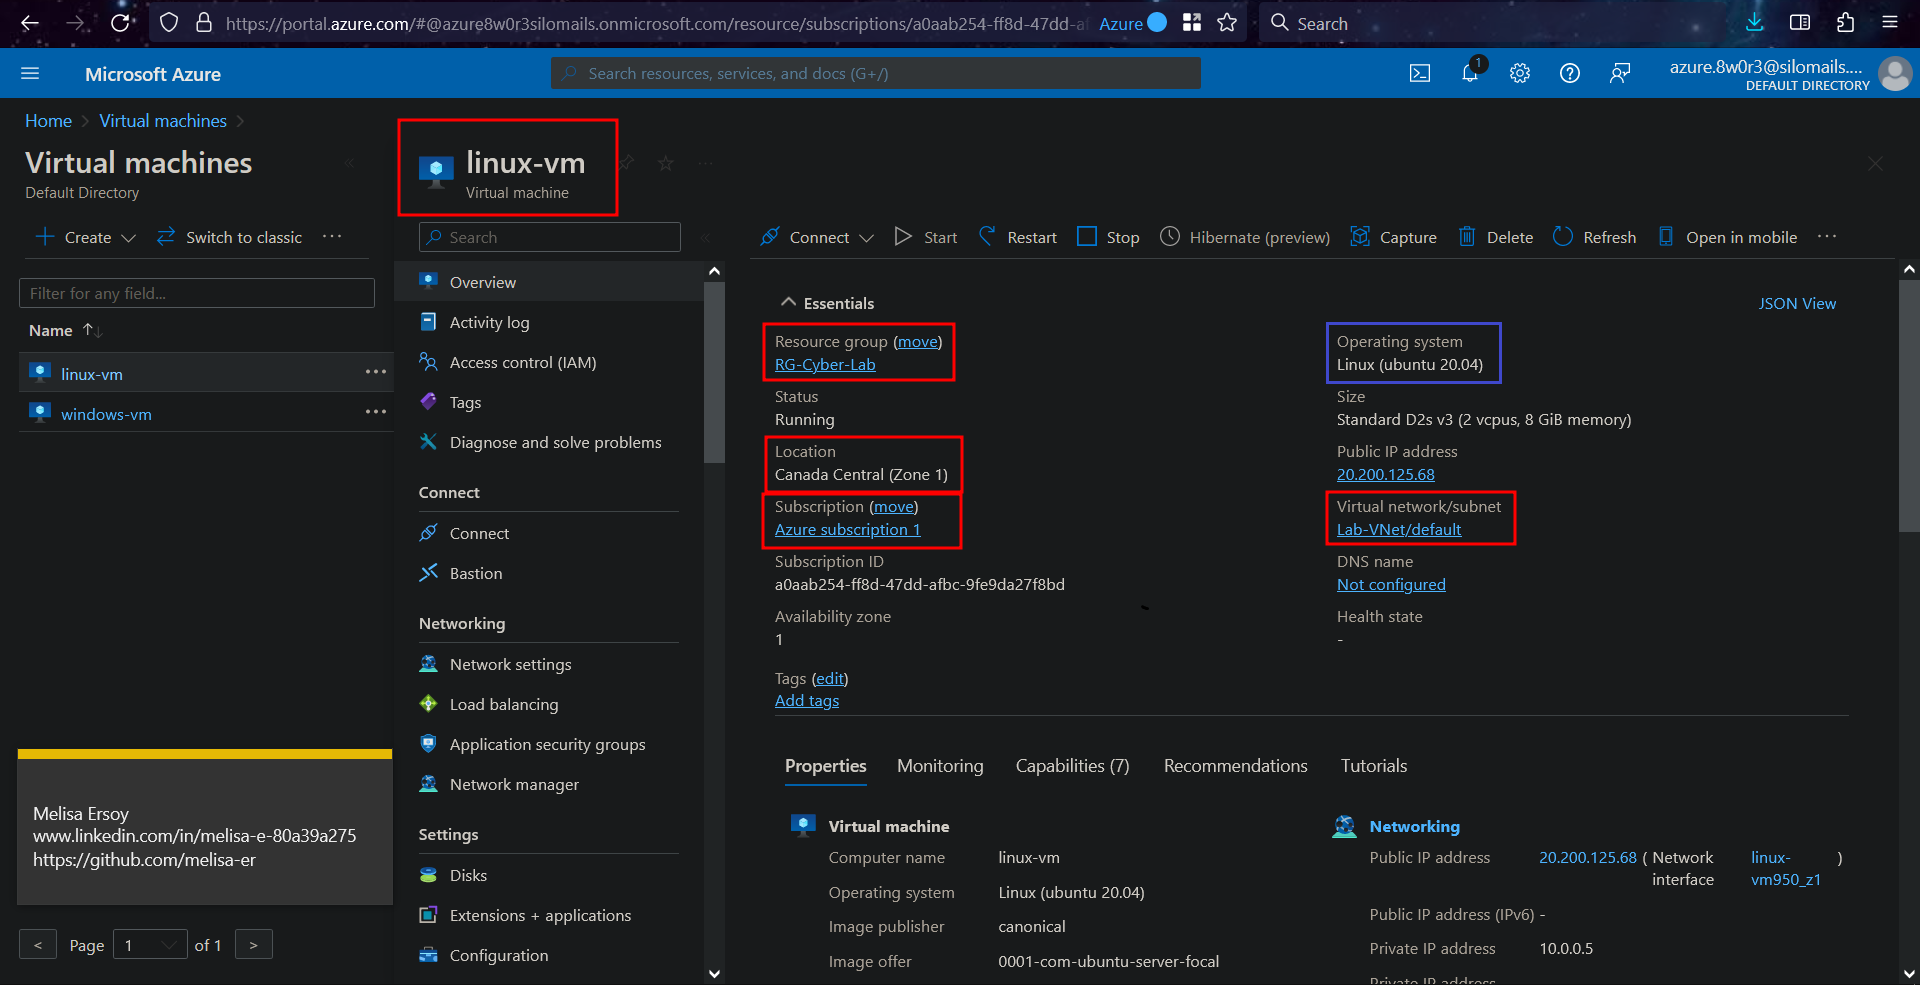 https://portal.azure.com/#@azure8w0r3silomails.onmicrosoft.com/resource/subscriptions/a0aab254-ff8d-47dd-af
Azure
Search
Microsoft Azure
Search resources, services, and docs (G+/)
1
azure.8w0r3@silomails....
DEFAULT DIRECTORY
Home > Virtual machines >
Virtual machines
Default Directory
Create
Switch to classic
...
Filter for any field...
Name ↑↓
linux-vm ...
windows-vm ...
Melisa Ersoy
www.linkedin.com/in/melisa-e-80a39a275
https://github.com/melisa-er
< Page 1 of 1 >
linux-vm
Virtual machine
...
Search
Overview
Activity log
Access control (IAM)
Tags
Diagnose and solve problems
Connect
Connect
Bastion
Networking
Network settings
Load balancing
Application security groups
Network manager
Settings
Disks
Extensions + applications
Configuration
Connect
Start
Restart
Stop
Hibernate (preview)
Capture
Delete
Refresh
Open in mobile
...
Essentials
JSON View
Resource group (move)
RG-Cyber-Lab
Status
Running
Location
Canada Central (Zone 1)
Subscription (move)
Azure subscription 1
Subscription ID
a0aab254-ff8d-47dd-afbc-9fe9da27f8bd
Availability zone
1
Operating system
Linux (ubuntu 20.04)
Size
Standard D2s v3 (2 vcpus, 8 GiB memory)
Public IP address
20.200.125.68
Virtual network/subnet
Lab-VNet/default
DNS name
Not configured
Health state
-
Tags (edit)
Add tags
Properties
Monitoring
Capabilities (7)
Recommendations
Tutorials
Virtual machine
Computer name linux-vm
Operating system Linux (ubuntu 20.04)
Image publisher canonical
Image offer 0001-com-ubuntu-server-focal
Networking
Public IP address 20.200.125.68 ( Network interface linux-vm950_z1 )
Public IP address (IPv6) -
Private IP address 10.0.0.5
Private IP address